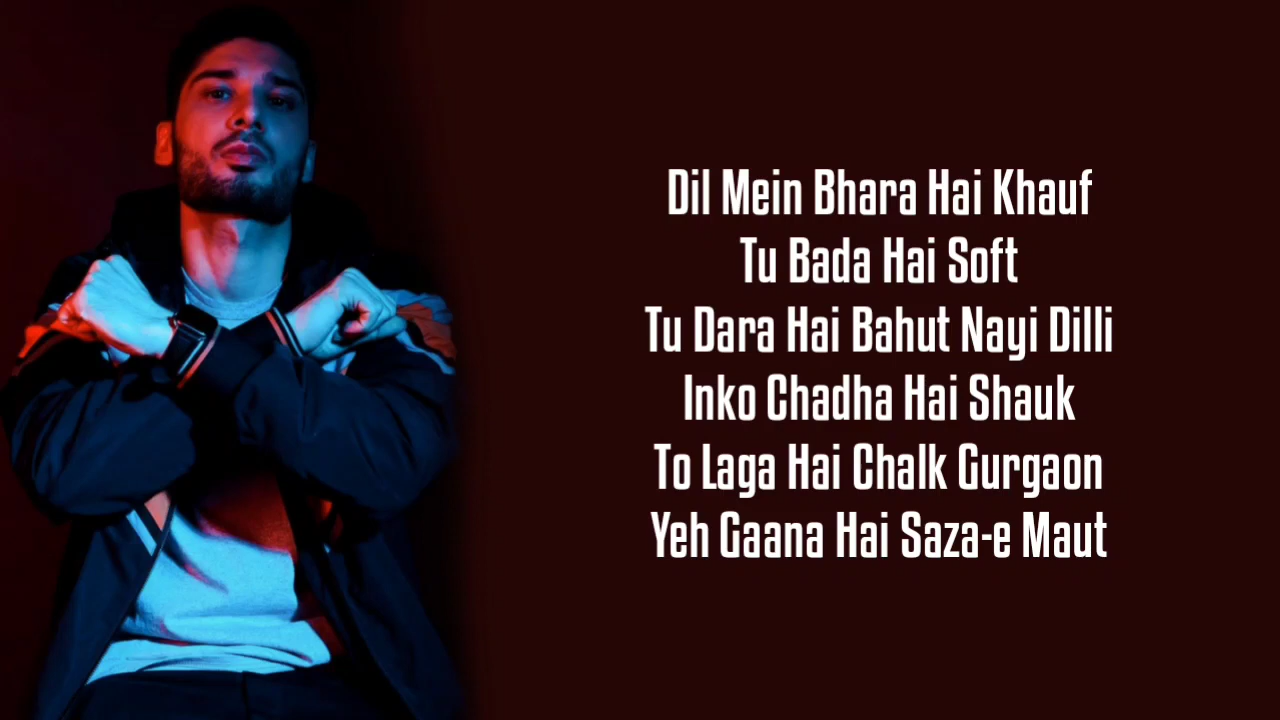 Dil Mein Bhara Hai Khauf
Tu Bada Hai Soft
Tu Dara Hai Bahut Nayi Dilli
Inko Chadha Hai Shauk
To Laga Hai Chalk Gurgaon
Yeh Gaana Hai Saza-e Maut